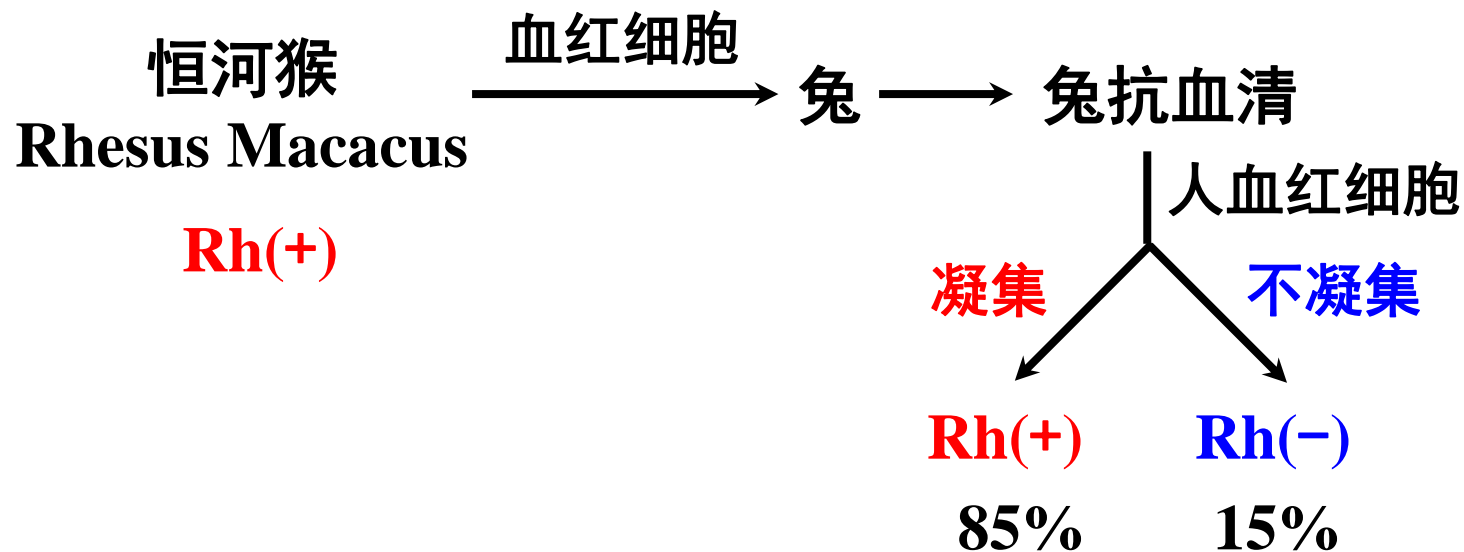 恒河猴
Rhesus Macacus
Rh(+)
血红细胞
兔
兔抗血清
人血红细胞
凝集
不凝集
Rh(+)
Rh(−)
85%
15%